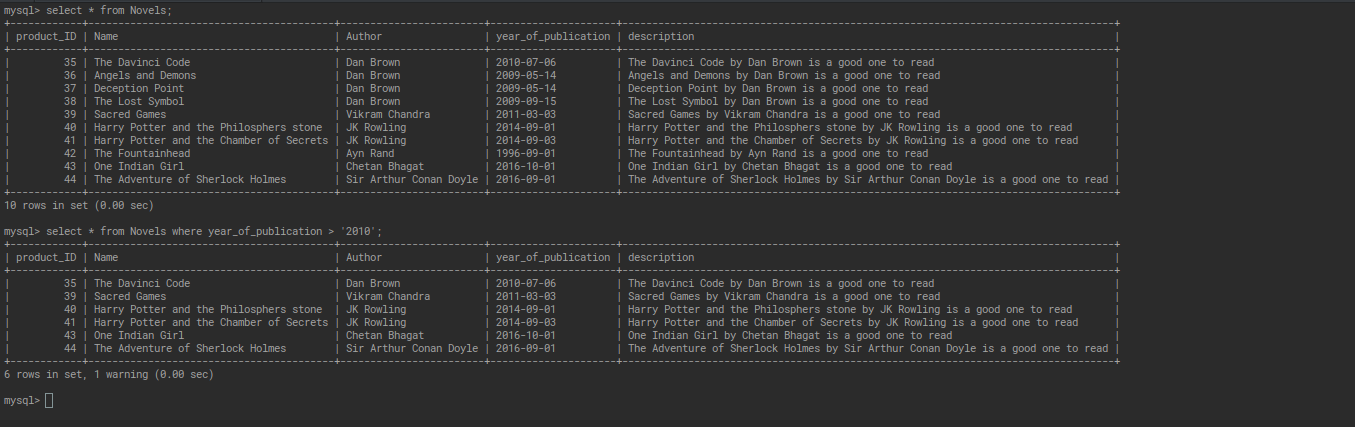 mysql> select * from Novels;
+------------+-----------------------------------------+------------------------+---------------------+----------------------------------------------------------------------------------+
| product_ID | Name                                    | Author                 | year_of_publication | description                                                                      |
+------------+-----------------------------------------+------------------------+---------------------+----------------------------------------------------------------------------------+
|         35 | The Davinci Code                        | Dan Brown              | 2010-07-06          | The Davinci Code by Dan Brown is a good one to read                              |
|         36 | Angels and Demons                       | Dan Brown              | 2009-05-14          | Angels and Demons by Dan Brown is a good one to read                             |
|         37 | Deception Point                         | Dan Brown              | 2009-05-14          | Deception Point by Dan Brown is a good one to read                               |
|         38 | The Lost Symbol                         | Dan Brown              | 2009-09-15          | The Lost Symbol by Dan Brown is a good one to read                               |
|         39 | Sacred Games                            | Vikram Chandra         | 2011-03-03          | Sacred Games by Vikram Chandra is a good one to read                             |
|         40 | Harry Potter and the Philosphers stone  | JK Rowling             | 2014-09-01          | Harry Potter and the Philosphers stone by JK Rowling is a good one to read       |
|         41 | Harry Potter and the Chamber of Secrets | JK Rowling             | 2014-09-03          | Harry Potter and the Chamber of Secrets by JK Rowling is a good one to read      |
|         42 | The Fountainhead                        | Ayn Rand               | 1996-09-01          | The Fountainhead by Ayn Rand is a good one to read                               |
|         43 | One Indian Girl                         | Chetan Bhagat          | 2016-10-01          | One Indian Girl by Chetan Bhagat is a good one to read                           |
|         44 | The Adventure of Sherlock Holmes        | Sir Arthur Conan Doyle | 2016-09-01          | The Adventure of Sherlock Holmes by Sir Arthur Conan Doyle is a good one to read |
+------------+-----------------------------------------+------------------------+---------------------+----------------------------------------------------------------------------------+
10 rows in set (0.00 sec)
mysql> select * from Novels where year_of_publication > '2010';
+------------+-----------------------------------------+------------------------+---------------------+----------------------------------------------------------------------------------+
| product_ID | Name                                    | Author                 | year_of_publication | description                                                                      |
+------------+-----------------------------------------+------------------------+---------------------+----------------------------------------------------------------------------------+
|         35 | The Davinci Code                        | Dan Brown              | 2010-07-06          | The Davinci Code by Dan Brown is a good one to read                              |
|         39 | Sacred Games                            | Vikram Chandra         | 2011-03-03          | Sacred Games by Vikram Chandra is a good one to read                             |
|         40 | Harry Potter and the Philosphers stone  | JK Rowling             | 2014-09-01          | Harry Potter and the Philosphers stone by JK Rowling is a good one to read       |
|         41 | Harry Potter and the Chamber of Secrets | JK Rowling             | 2014-09-03          | Harry Potter and the Chamber of Secrets by JK Rowling is a good one to read      |
|         43 | One Indian Girl                         | Chetan Bhagat          | 2016-10-01          | One Indian Girl by Chetan Bhagat is a good one to read                           |
|         44 | The Adventure of Sherlock Holmes        | Sir Arthur Conan Doyle | 2016-09-01          | The Adventure of Sherlock Holmes by Sir Arthur Conan Doyle is a good one to read |
+------------+-----------------------------------------+------------------------+---------------------+----------------------------------------------------------------------------------+
6 rows in set, 1 warning (0.00 sec)
mysql>